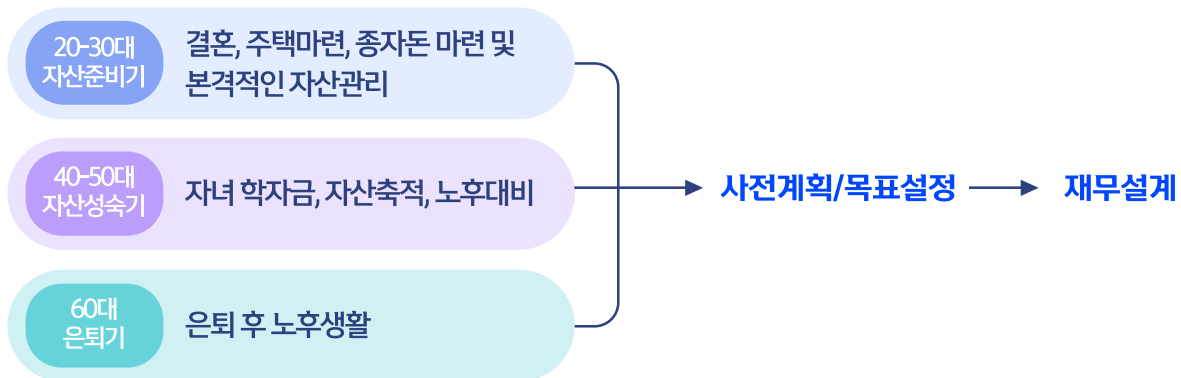 20-30대
자산준비기
결혼, 주택마련, 종자돈 마련 및
본격적인 자산관리
40-50대
자산성숙기
자녀 학자금, 자산축적, 노후대비
60대
은퇴기
은퇴 후 노후생활
사전계획/목표설정
재무설계